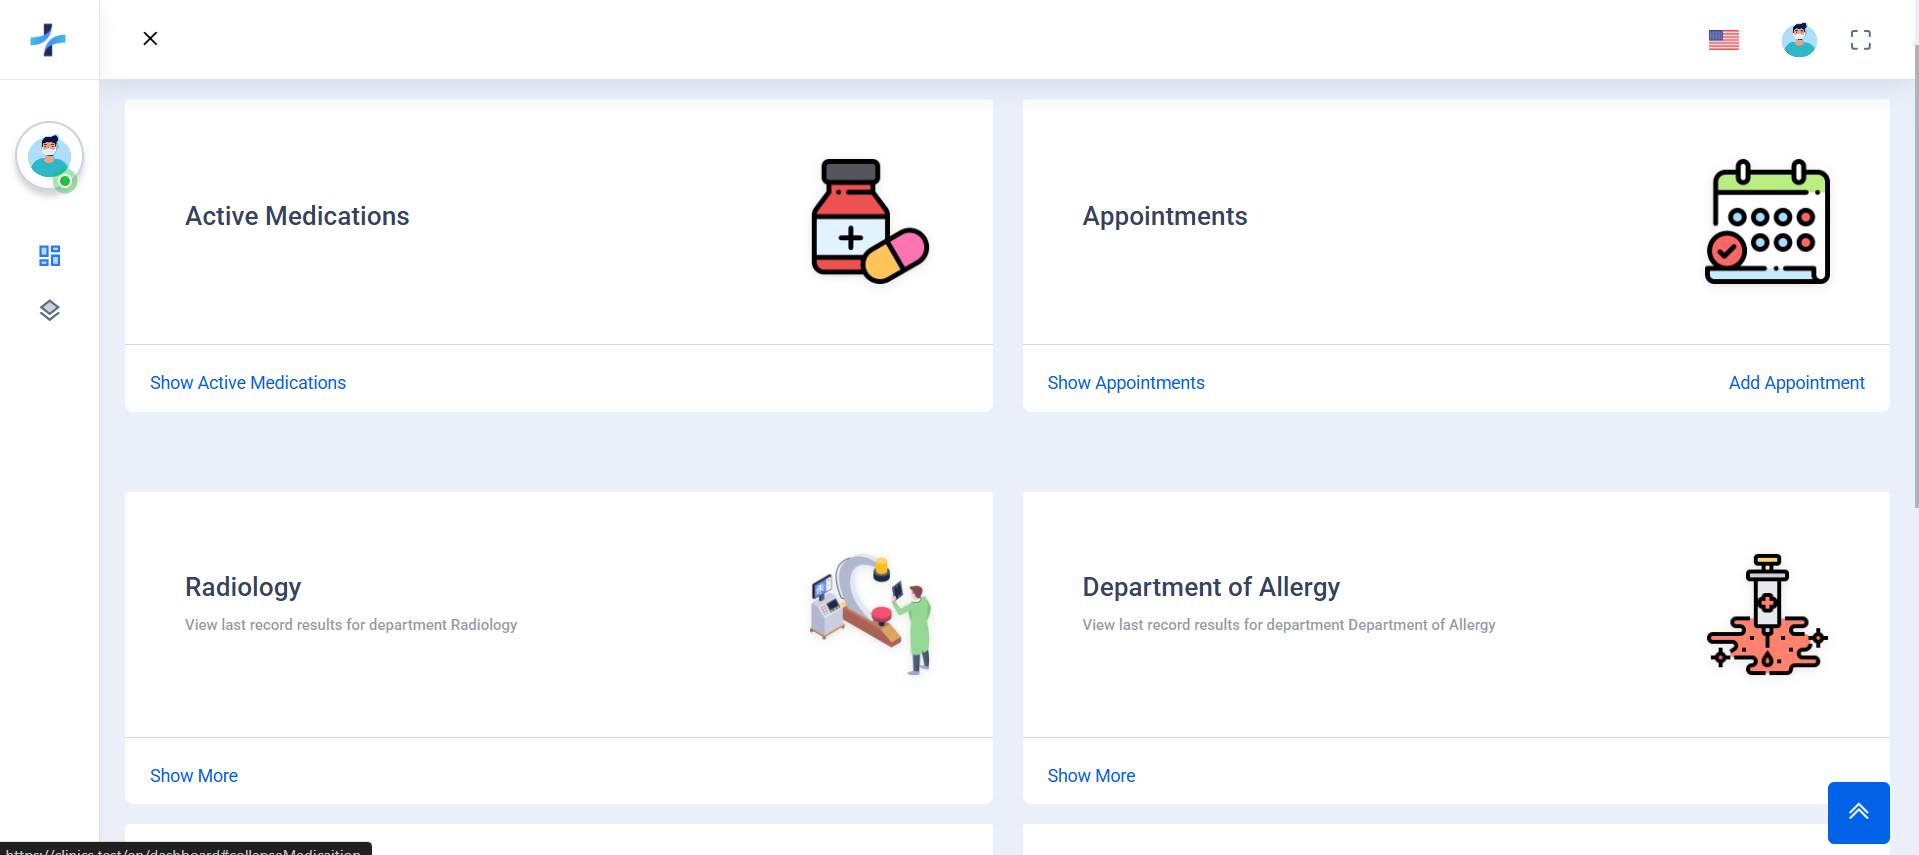 Active Medications
Appointments
Show Active Medications
Show Appointments
Add Appointment
Radiology
View last record results for department Radiology
Department of Allergy
View last record results for department Department of Allergy
Show More
Show More
https://clinics.test/en/dashboard#collapseMedicaition